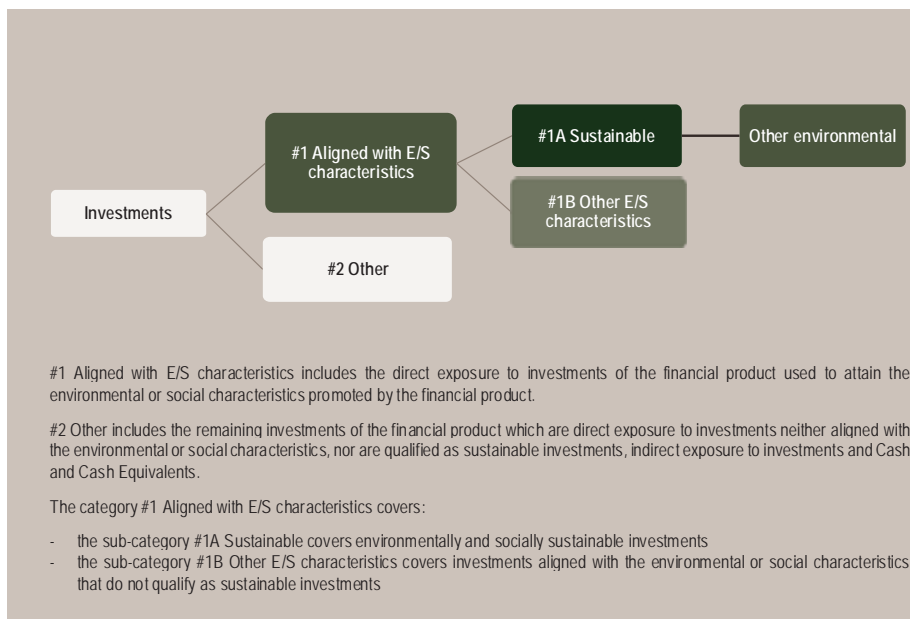 #1 Aligned with E/S
characteristics
#1A Sustainable
Other environmental
Investments
#1B Other E/S
characteristics
#2 Other
#1 Aligned with E/S characteristics includes the direct exposure to investments of the financial product used to attain the
environmental or social characteristics promoted by the financial product.
#2 Other includes the remaining investments of the financial product which are direct exposure to investments neither aligned with
the environmental or social characteristics, nor are qualified as sustainable investments, indirect exposure to investments and Cash
and Cash Equivalents.
The category #1 Aligned with E/S characteristics covers:
- the sub-category #1A Sustainable covers environmentally and socially sustainable investments
- the sub-category #1B Other E/S characteristics covers investments aligned with the environmental or social characteristics
that do not qualify as sustainable investments